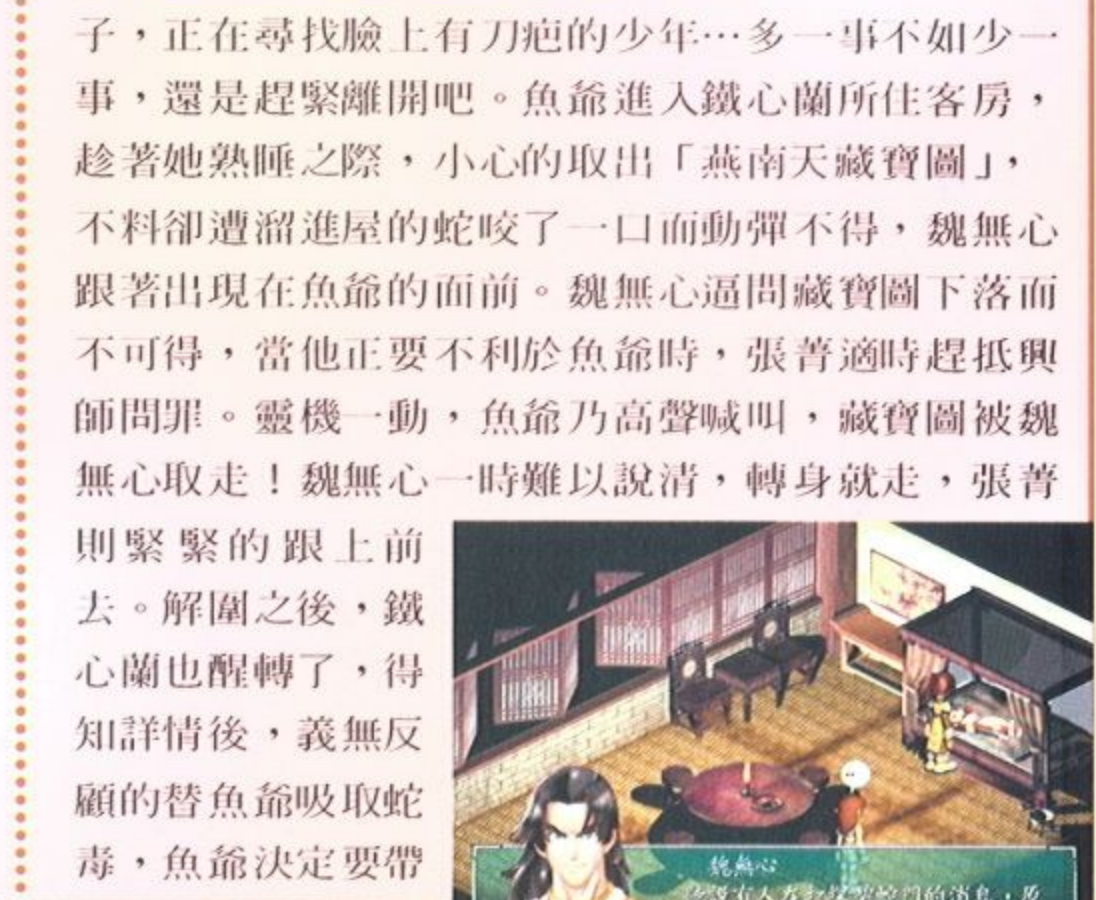 子，正在尋找臉上有刀疤的少年…多一事不如少一
事，還是趕緊離開吧。魚爺進入鐵心蘭所住客房，
趁著她熟睡之際，小心的取出「燕南天藏寶圖」，
不料卻遭溜進屋的蛇咬了一口而動彈不得，魏無心
跟著出現在魚爺的面前。魏無心逼問藏寶圖下落而
不可得，當他正要不利於魚爺時，張菁適時趕抵興
師問罪。靈機一動，魚爺乃高聲喊叫，藏寶圖被魏
無心取走！魏無心一時難以說清，轉身就走，張菁
則緊緊的跟上前
去。解圍之後，鐵
心蘭也醒轉了，得
知詳情後，義無反
顧的替魚爺吸取蛇
毒，魚爺決定要帶
魏無心